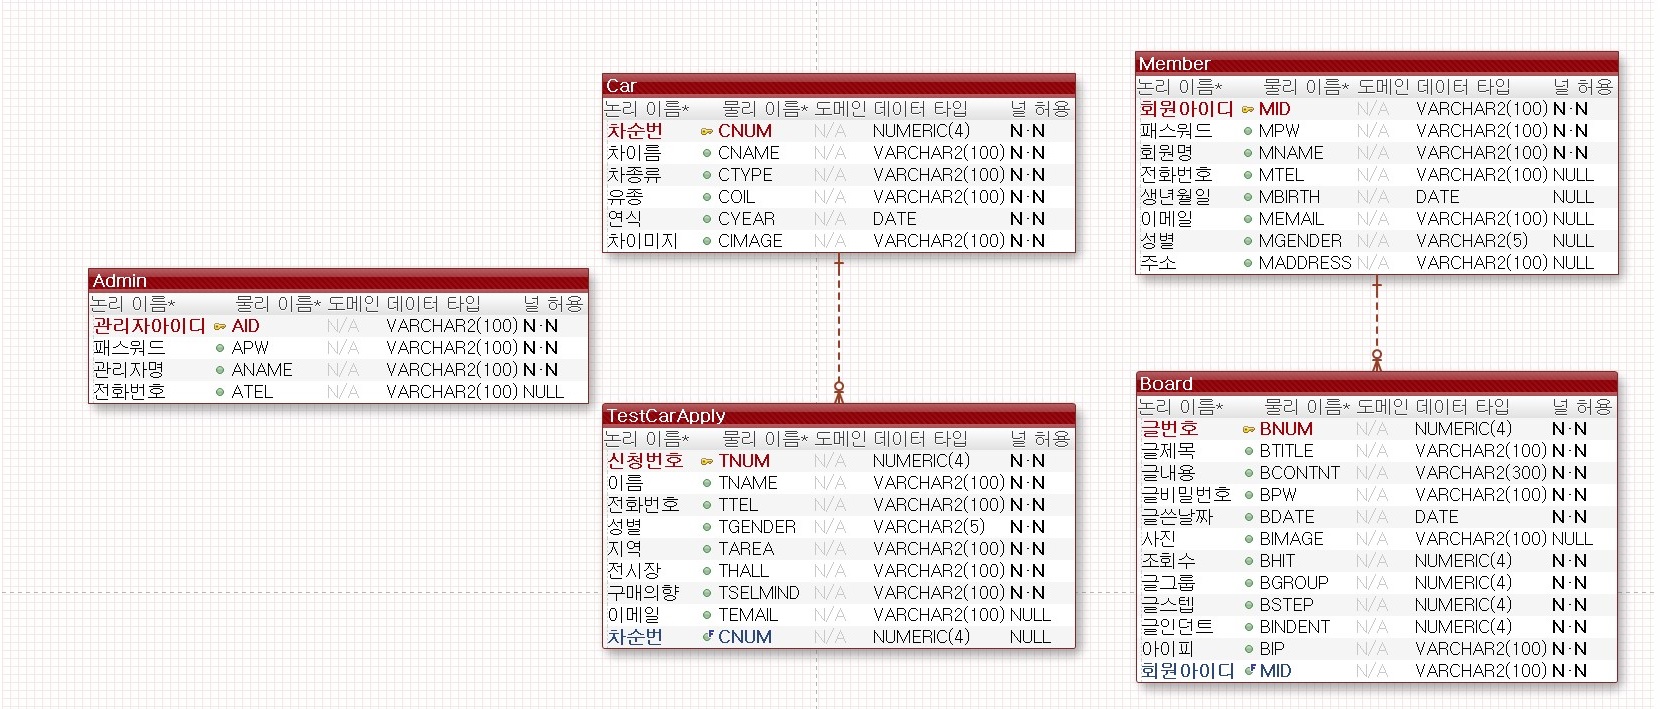 Admin
논리 이름* 물리 이름* 도메인 데이터 타입 널 허용
관리자아이디 AID N/A VARCHAR2(100) N·N
패스워드 APW N/A VARCHAR2(100) N·N
관리자명 ANAME N/A VARCHAR2(100) N·N
전화번호 ATEL N/A VARCHAR2(100) NULL
Car
논리 이름* 물리 이름* 도메인 데이터 타입 널 허용
차순번 CNUM N/A NUMERIC(4) N·N
차이름 CNAME N/A VARCHAR2(100) N·N
차종류 CTYPE N/A VARCHAR2(100) N·N
유종 COIL N/A VARCHAR2(100) N·N
연식 CYEAR N/A DATE N·N
차이미지 CIMAGE N/A VARCHAR2(100) N·N
TestCarApply
논리 이름* 물리 이름* 도메인 데이터 타입 널 허용
신청번호 TNUM N/A NUMERIC(4) N·N
이름 TNAME N/A VARCHAR2(100) N·N
전화번호 TTEL N/A VARCHAR2(100) N·N
성별 TGENDER N/A VARCHAR2(5) N·N
지역 TAREA N/A VARCHAR2(100) N·N
전시장 THALL N/A VARCHAR2(100) N·N
구매의향 TSELMIND N/A VARCHAR2(100) N·N
이메일 TEMAIL N/A VARCHAR2(100) NULL
차순번 CNUM N/A NUMERIC(4) NULL
Member
논리 이름* 물리 이름* 도메인 데이터 타입 널 허용
회원아이디 MID N/A VARCHAR2(100) N·N
패스워드 MPW N/A VARCHAR2(100) N·N
회원명 MNAME N/A VARCHAR2(100) N·N
전화번호 MTEL N/A VARCHAR2(100) NULL
생년월일 MBIRTH N/A DATE NULL
이메일 MEMAIL N/A VARCHAR2(100) NULL
성별 MGENDER N/A VARCHAR2(5) NULL
주소 MADDRESS N/A VARCHAR2(100) NULL
Board
논리 이름* 물리 이름* 도메인 데이터 타입 널 허용
글번호 BNUM N/A NUMERIC(4) N·N
글제목 BTITLE N/A VARCHAR2(100) N·N
글내용 BCONTNT N/A VARCHAR2(300) N·N
글비밀번호 BPW N/A VARCHAR2(100) N·N
글쓴날짜 BDATE N/A DATE N·N
사진 BIMAGE N/A VARCHAR2(100) NULL
조회수 BHIT N/A NUMERIC(4) N·N
글그룹 BGROUP N/A NUMERIC(4) N·N
글스텝 BSTEP N/A NUMERIC(4) N·N
글인던트 BINDENT N/A NUMERIC(4) N·N
아이피 BIP N/A VARCHAR2(100) N·N
회원아이디 MID N/A VARCHAR2(100) N·N